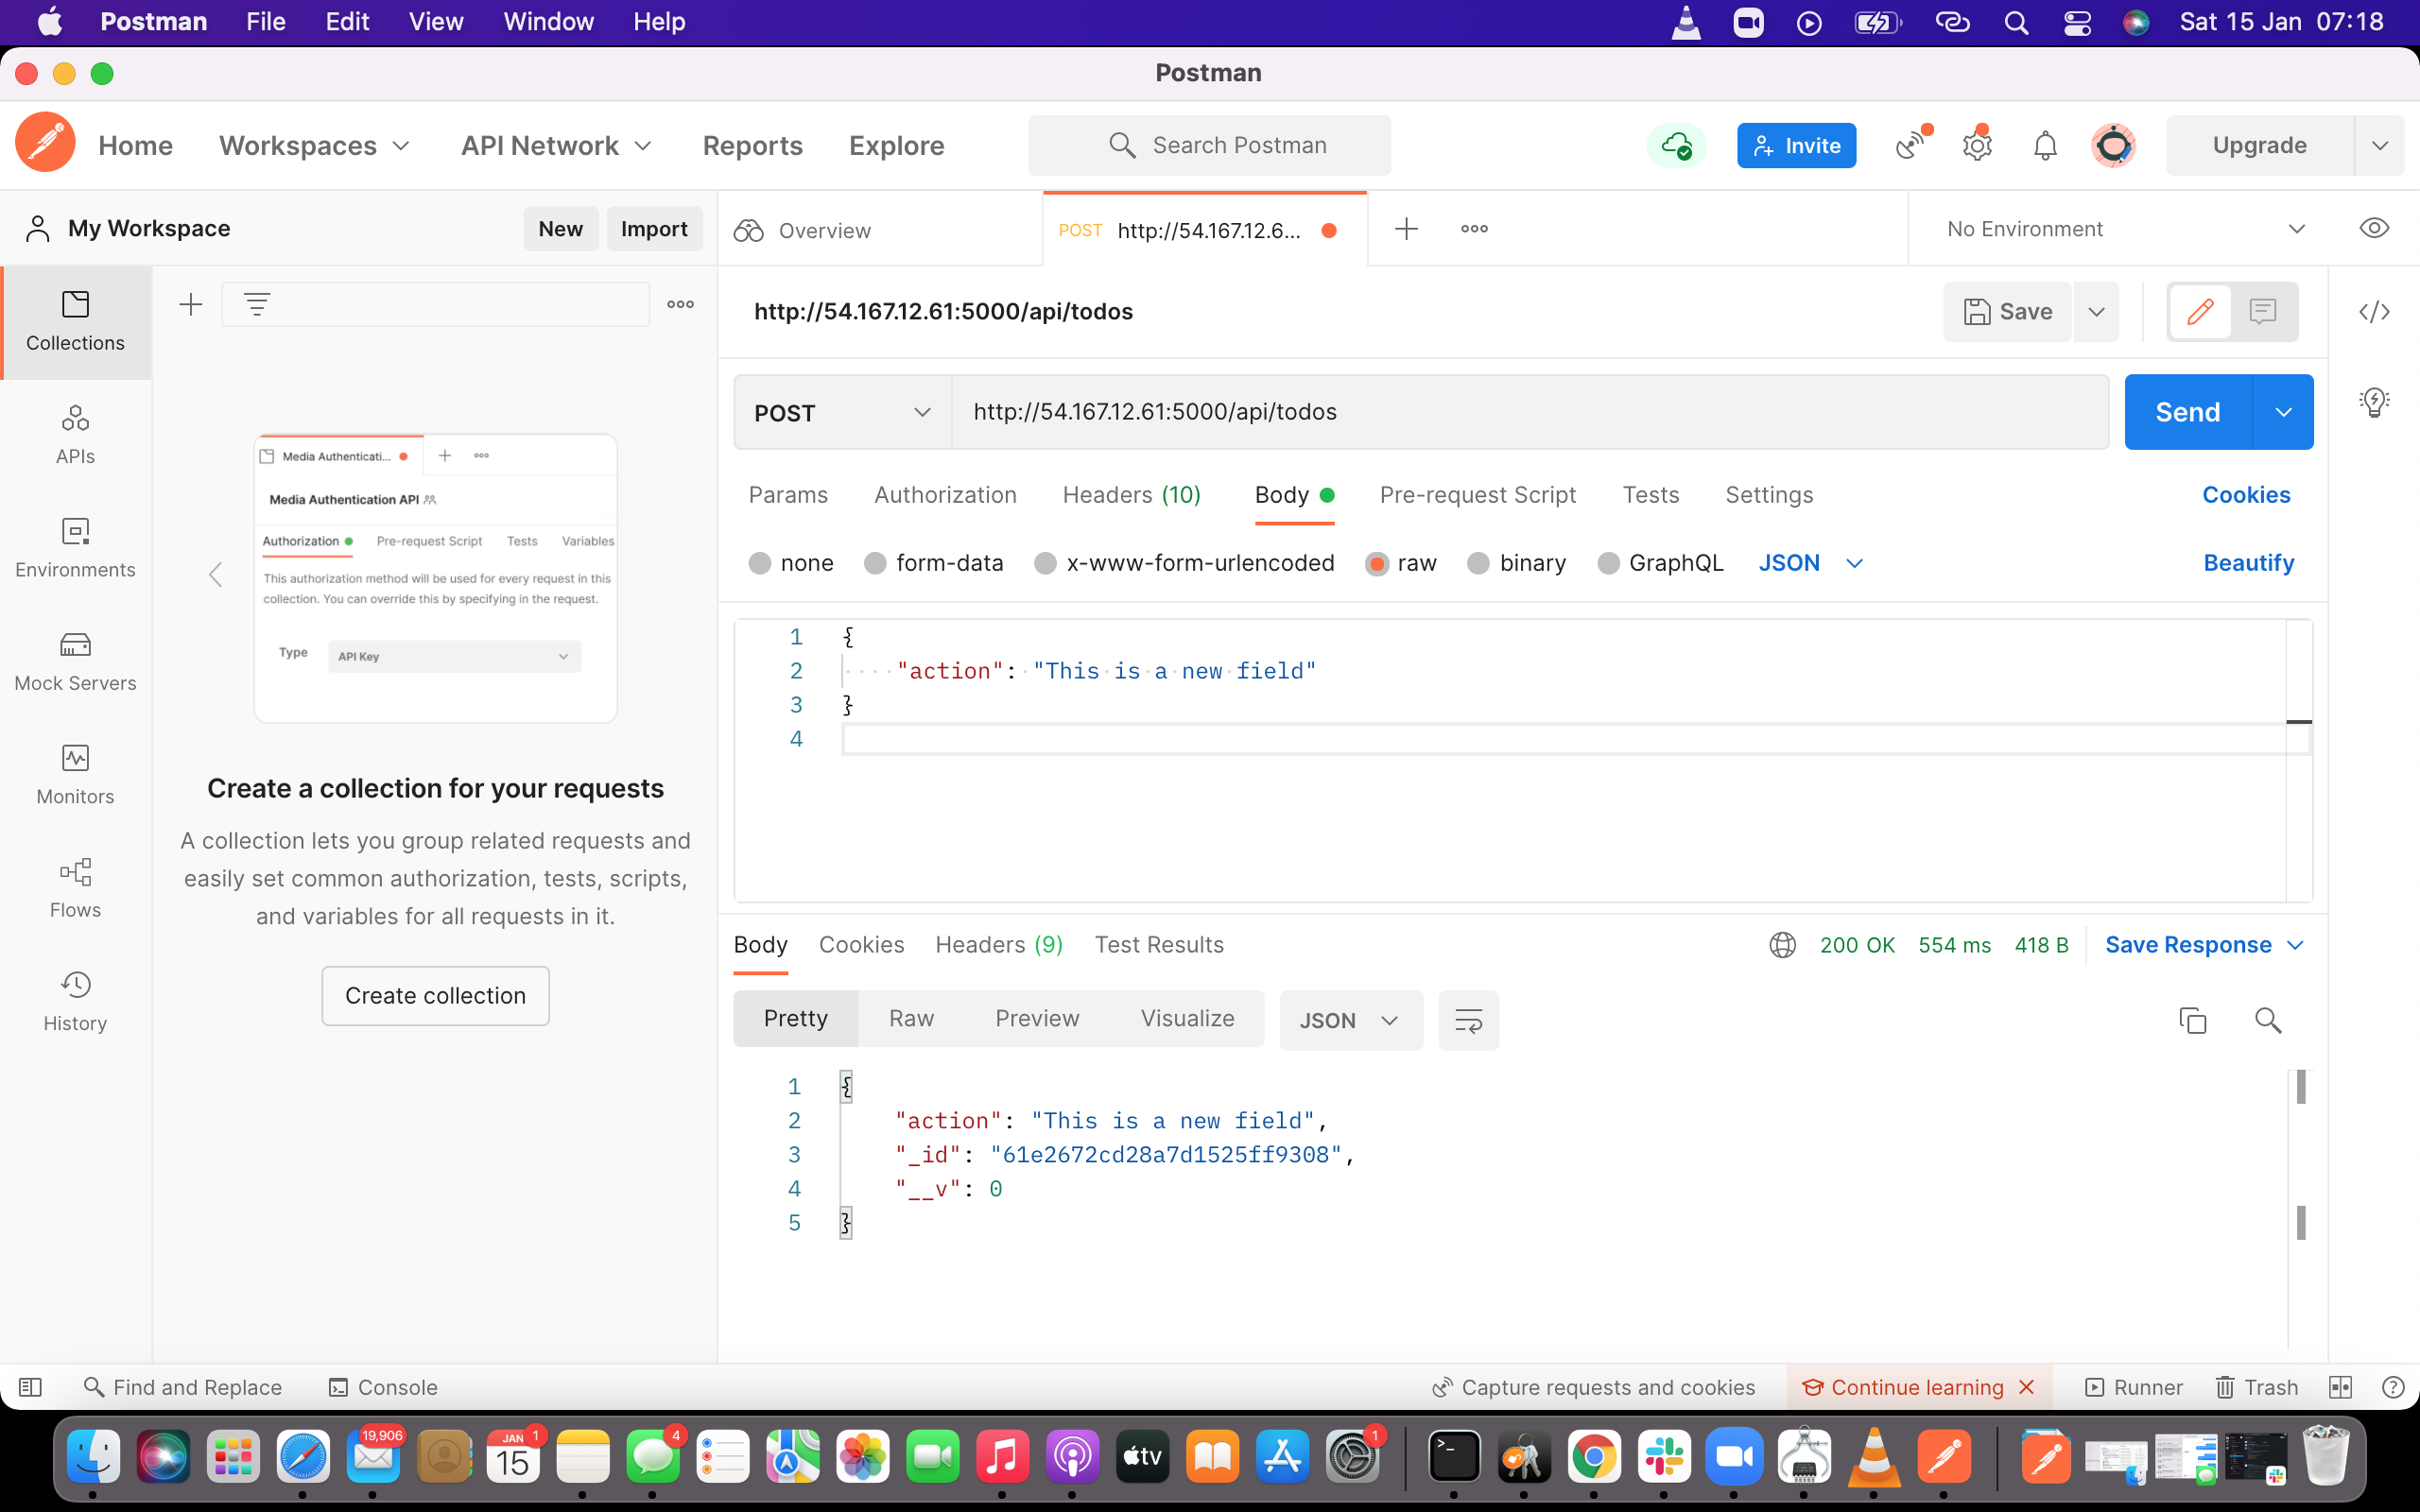 Postman File Edit View Window Help Sat 15 Jan 07:18
Postman
Home Workspaces API Network Reports Explore Search Postman Invite Upgrade
My Workspace New Import Overview POST http://54.167.12.6... No Environment
Collections
APIs
Environments
Mock Servers
Monitors
Flows
History
Media Authenticati...
Media Authentication API
Authorization Pre-request Script Tests Variables
This authorization method will be used for every request in this
collection. You can override this by specifying in the request.
Type API Key
Create a collection for your requests
A collection lets you group related requests and
easily set common authorization, tests, scripts,
and variables for all requests in it.
Create collection
http://54.167.12.61:5000/api/todos Save
POST http://54.167.12.61:5000/api/todos Send
Params Authorization Headers (10) Body Pre-request Script Tests Settings Cookies
none form-data x-www-form-urlencoded raw binary GraphQL JSON Beautify
1 {
2 "action": "This is a new field"
3 }
4
Body Cookies Headers (9) Test Results 200 OK 554 ms 418 B Save Response
Pretty Raw Preview Visualize JSON
1 {
2 "action": "This is a new field",
3 "_id": "61e2672cd28a7d1525ff9308",
4 "__v": 0
5 }
Find and Replace Console Capture requests and cookies Continue learning Runner Trash
19,906 JAN 1 15 4 tv 1